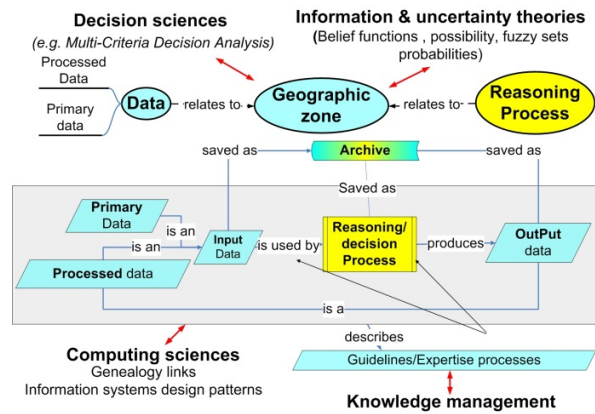 Decision sciences
(e.g. Multi-Criteria Decision Analysis)
Information & uncertainty theories
(Belief functions , possibility, fuzzy sets
probabilities)
Processed
Data
Primary
data
Data
relates to
Geographic
zone
relates to
Reasoning
Process
saved as
Archive
saved as
Saved as
Primary
Data
is an
is an
Processed data
Input
Data
is used by
Reasoning/
decision
Process
produces
OutPut
data
is a
describes
Guidelines/Expertise processes
Computing sciences
Genealogy links
Information systems design patterns
Knowledge management